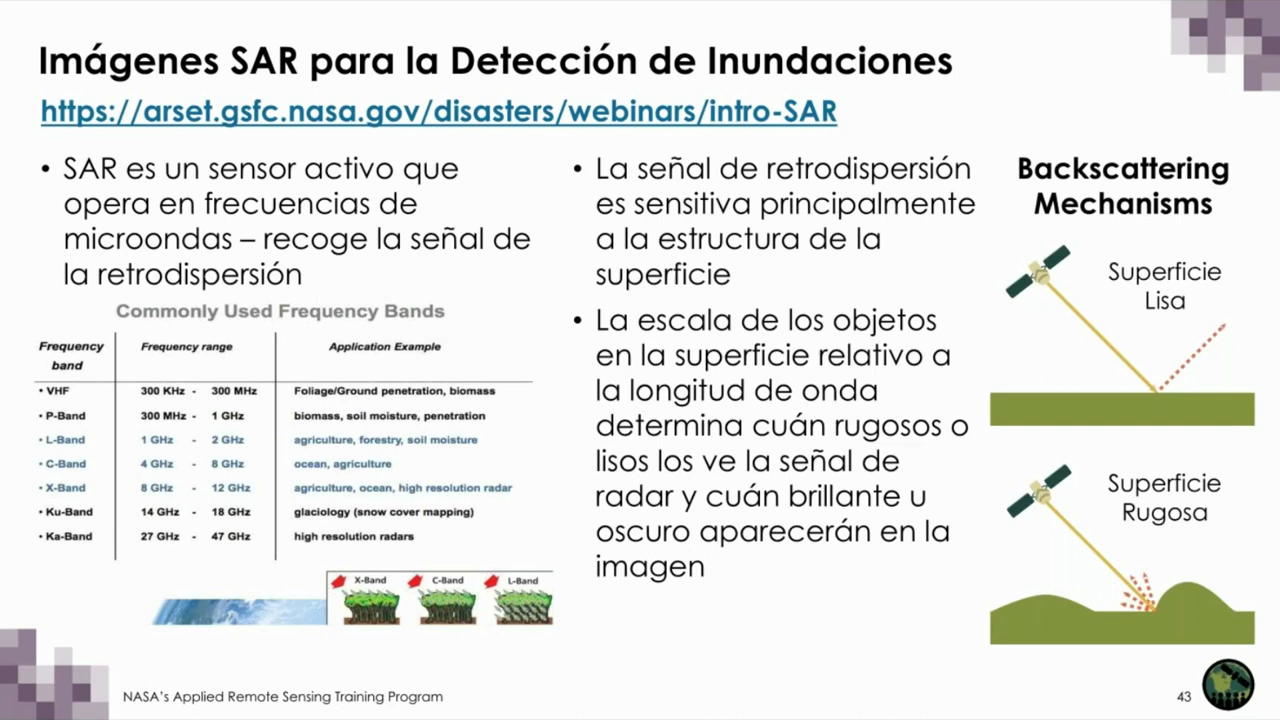 Imágenes SAR para la Detección de Inundaciones
https://arset.gsfc.nasa.gov/disasters/webinars/intro-SAR
• SAR es un sensor activo que
opera en frecuencias de
microondas – recoge la señal de
la retrodispersión
Commonly Used Frequency Bands
Frequency band Frequency range Application Example
• VHF 300 KHz - 300 MHz Foliage/Ground penetration, biomass
• P-Band 300 MHz - 1 GHz biomass, soil moisture, penetration
• L-Band 1 GHz - 2 GHz agriculture, forestry, soil moisture
• C-Band 4 GHz - 8 GHz ocean, agriculture
• X-Band 8 GHz - 12 GHz agriculture, ocean, high resolution radar
• Ku-Band 14 GHz - 18 GHz glaciology (snow cover mapping)
• Ka-Band 27 GHz - 47 GHz high resolution radars
X-Band C-Band L-Band
• La señal de retrodispersión
es sensitiva principalmente
a la estructura de la
superficie
• La escala de los objetos
en la superficie relativo a
la longitud de onda
determina cuán rugosos o
lisos los ve la señal de
radar y cuán brillante u
oscuro aparecerán en la
imagen
Backscattering
Mechanisms
Superficie
Lisa
Superficie
Rugosa
NASA's Applied Remote Sensing Training Program
43